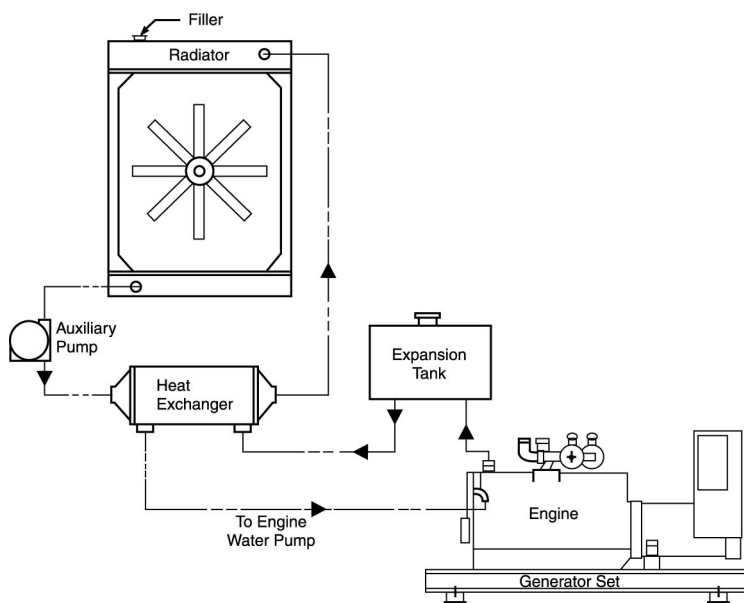 Filler
Radiator
Auxiliary
Pump
Heat
Exchanger
Expansion
Tank
To Engine
Water Pump
Engine
Generator Set